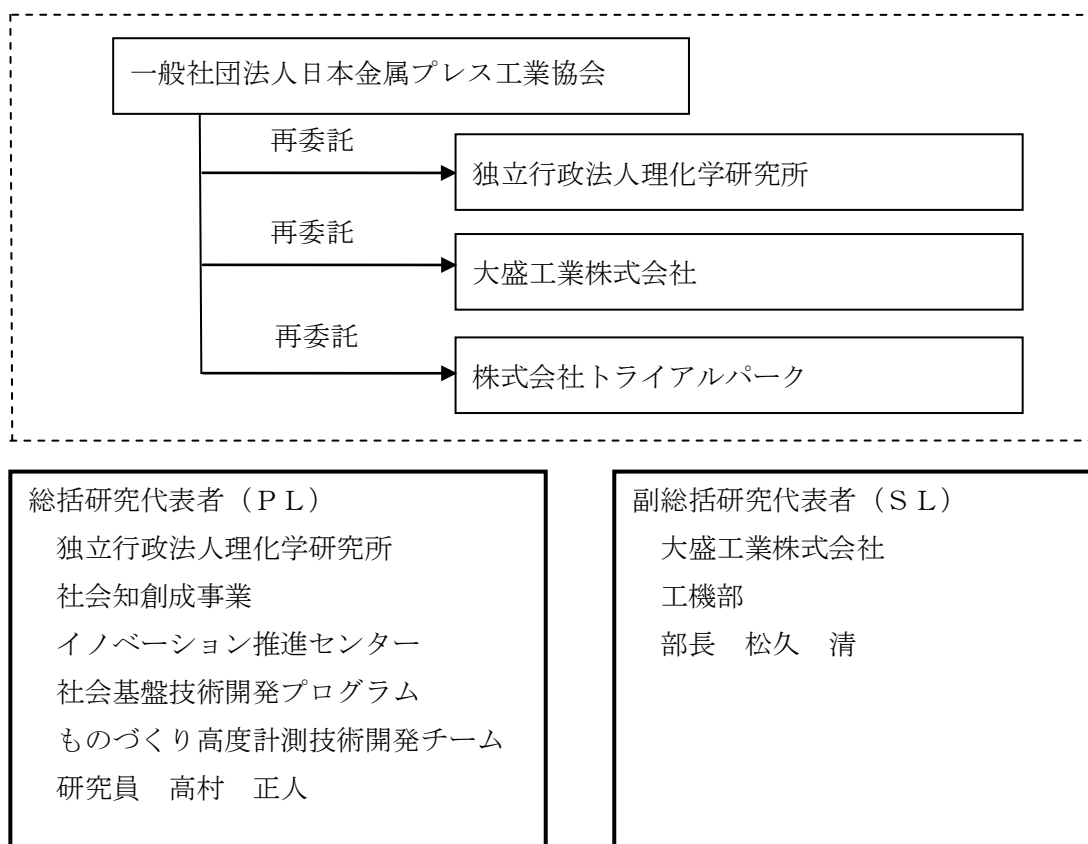 一般社団法人日本金属プレス工業協会
再委託
独立行政法人理化学研究所
再委託
大盛工業株式会社
再委託
株式会社トライアルパーク
総括研究代表者（ＰＬ）
独立行政法人理化学研究所
社会知創成事業
イノベーション推進センター
社会基盤技術開発プログラム
ものづくり高度計測技術開発チーム
研究員　高村　正人
副総括研究代表者（ＳＬ）
大盛工業株式会社
工機部
部長　松久　清